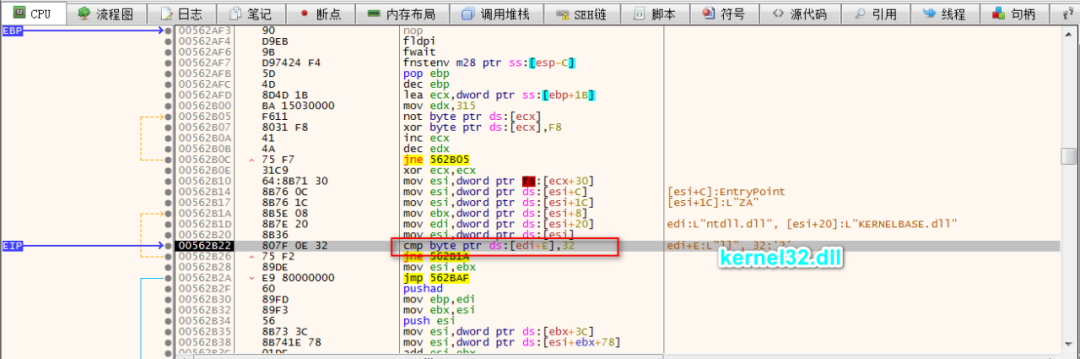 CPU 流程图 日志 笔记 断点 内存布局 调用堆栈 SEH链 脚本 符号 源代码 引用 线程 句柄
EBP 00562AF3 90 nop
00562AF4 D9EB fldpi
00562AF6 9B fwait
00562AF7 D97424 F4 fnstenv m28 ptr ss:[esp-C]
00562AFB 5D pop ebp
00562AFC 4D dec ebp
00562AFD 8D4D 1B lea ecx,dword ptr ss:[ebp+1B]
00562B00 BA 15030000 mov edx,315
00562B05 F611 not byte ptr ds:[ecx]
00562B07 8031 F8 xor byte ptr ds:[ecx],F8
00562B0A 41 inc ecx
00562B0B 4A dec edx
00562B0C 75 F7 jne 562B05
00562B0E 31C9 xor ecx,ecx
00562B10 64:8B71 30 mov esi,dword ptr fs:[ecx+30]
00562B14 8B76 0C mov esi,dword ptr ds:[esi+C] [esi+C]:EntryPoint
00562B17 8B76 1C mov esi,dword ptr ds:[esi+1C] [esi+1C]:L"ZA"
00562B1A 8B5E 08 mov ebx,dword ptr ds:[esi+8]
00562B1D 8B7E 20 mov edi,dword ptr ds:[esi+20] edi:L"ntdll.dll", [esi+20]:L"KERNELBASE.dll"
00562B20 8B36 mov esi,dword ptr ds:[esi]
EIP 00562B22 807F 0E 32 cmp byte ptr ds:[edi+E],32 edi+E:L"ll", 32:'2'
00562B26 75 F2 jne 562B1A
kernel32.dll
00562B28 89DE mov esi,ebx
00562B2A E9 80000000 jmp 562BAF
00562B2F 60 pushad
00562B30 89FD mov ebp,edi
00562B32 89F3 mov ebx,esi
00562B34 56 push esi
00562B35 8B73 3C mov esi,dword ptr ds:[ebx+3C]
00562B38 8B741E 78 mov esi,dword ptr ds:[esi+ebx+78]
00562B3C 01DE add esi,ebx